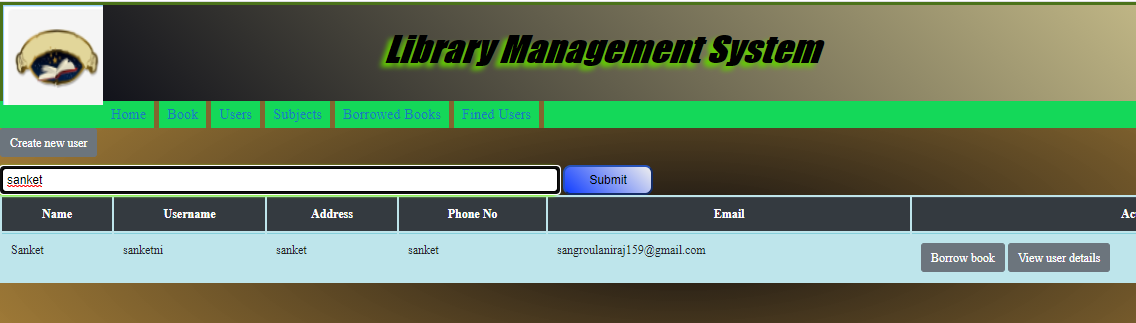 Library Management System
Home Book Users Subjects Borrowed Books Fined Users
Create new user
sanket Submit
Name Username Address Phone No Email
Sanket sanketni sanket sanket sangroulaniraj159@gmail.com Borrow book View user details